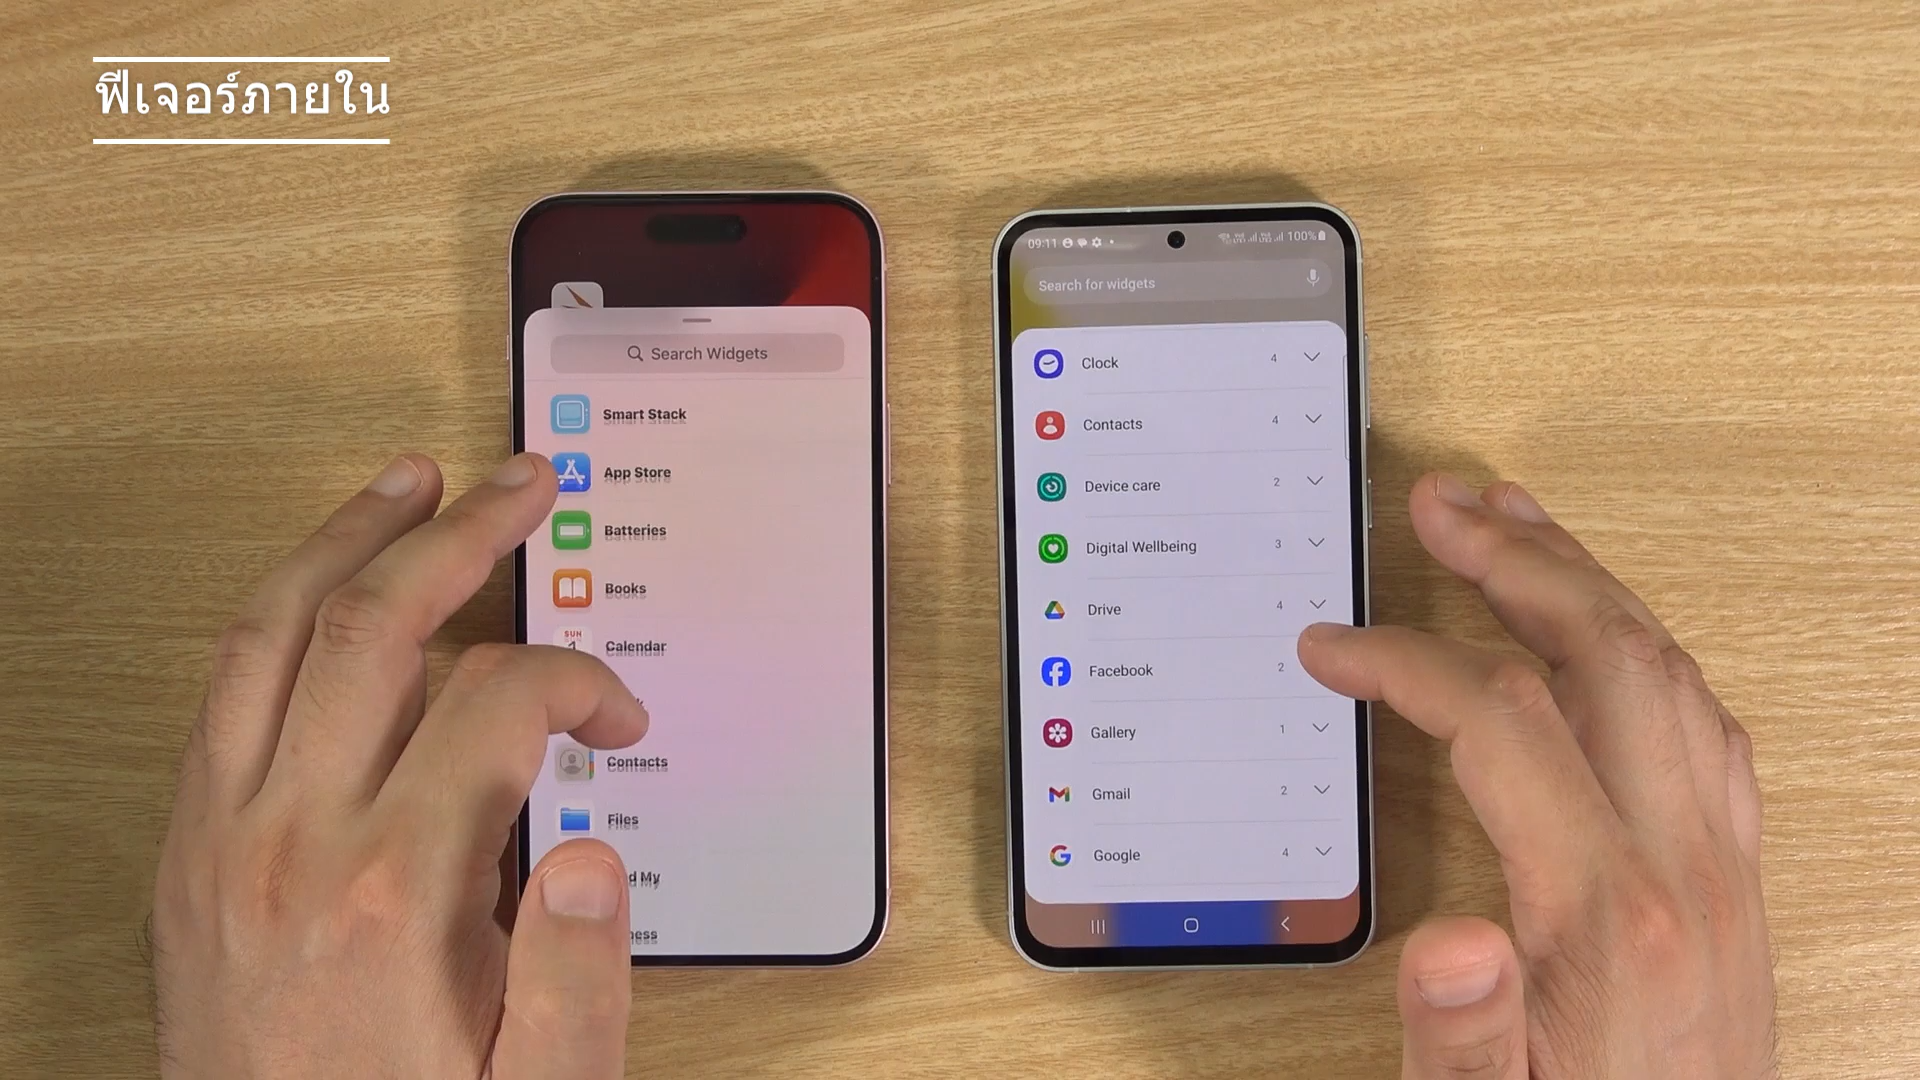 ฟีเจอร์ภายใน
Search Widgets
Smart Stack
App Store
Batteries
Books
SUN
Calendar
Contacts
Files
My
09:11
100%
Search for widgets
Clock 4
Contacts 4
Device care 2
Digital Wellbeing 3
Drive 4
Facebook 2
Gallery 1
Gmail 2
Google 4